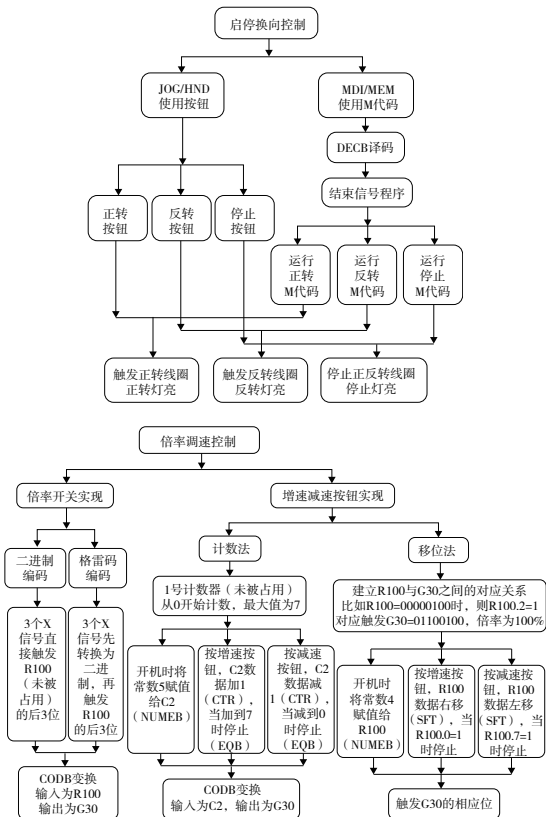 启停换向控制
JOG/HND
使用按钮
MDI/MEM
使用M代码
DECB译码
结束信号程序
正转
按钮
反转
按钮
停止
按钮
运行
正转
M代码
运行
反转
M代码
运行
停止
M代码
触发正转线圈
正转灯亮
触发反转线圈
反转灯亮
停止正反转线圈
停止灯亮
倍率调速控制
倍率开关实现
增速减速按钮实现
二进制
编码
格雷码
编码
计数法
移位法
3个X
信号直
接触发
R100
（未被
占用）
的后3位
3个X
信号先
转换为
二进
制，再
触发
R100
的后3位
1号计数器（未被占用）
从0开始计数，最大值为7
建立R100与G30之间的对应关系
比如R100=00000100时，则R100.2=1
对应触发G30=01100100，倍率为100%
开机时将
常数5赋值
给C2
（NUMEB）
按增速按
钮，C2数
据加1
（CTR），
当加到7
时停止
（EQB）
按减速
按钮，C2
数据减
1（CTR），
当减到0
时停止
（EQB）
开机时
将常数4
赋值给
R100
（NUMEB）
按增速按
钮，R100
数据右移
（SFT），当
R100.0=1
时停止
按减速按
钮，R100
数据左移
（SFT），当
R100.7=1
时停止
CODB变换
输入为R100
输出为G30
CODB变换
输入为C2，输出为G30
触发G30的相应位